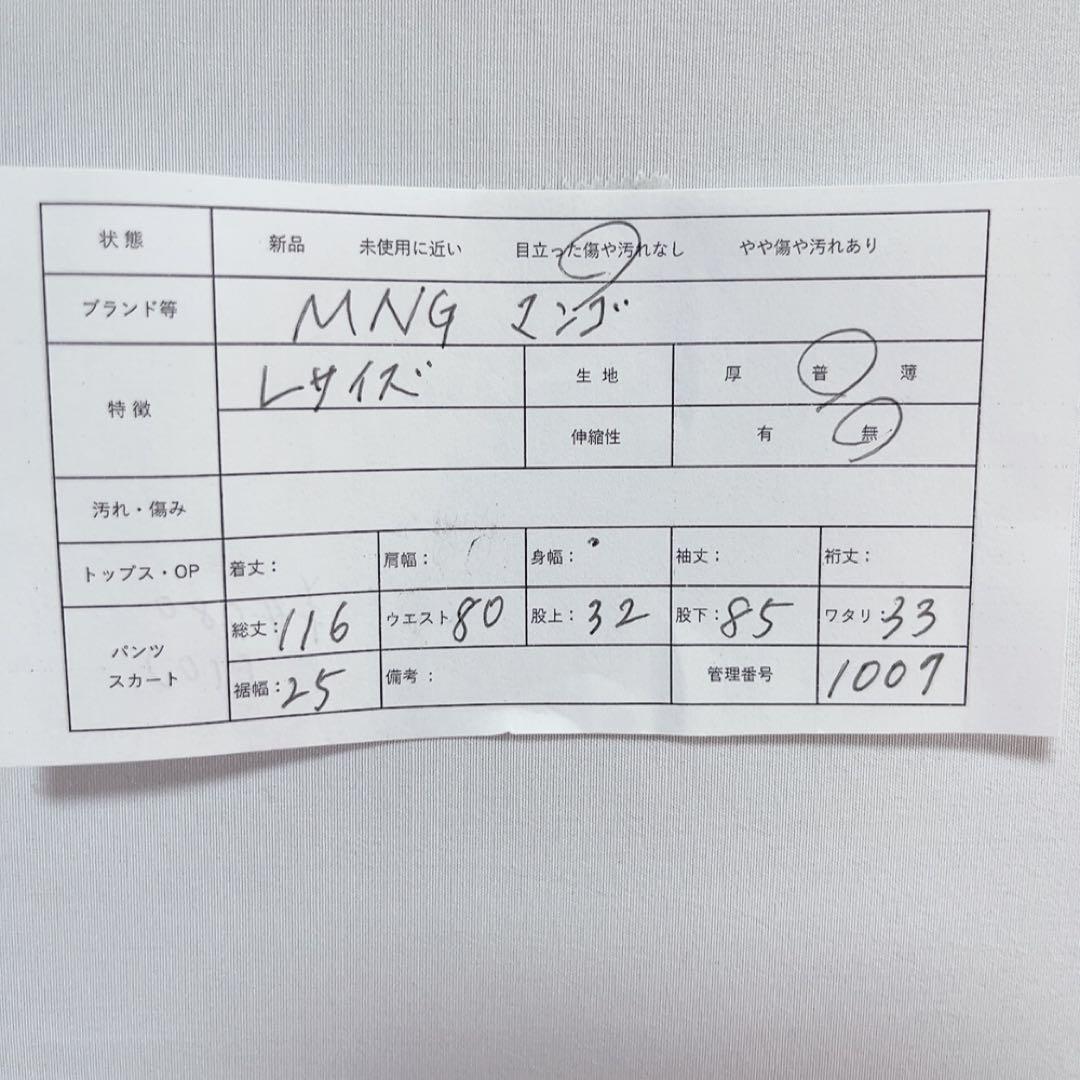 状態 新品 未使用に近い 目立った傷や汚れなし やや傷や汚れあり
ブランド等 MNG マンゴ
特徴 Lサイズ 生地 厚 普 薄
伸縮性 有 無
汚れ・傷み
トップス・OP 着丈： 肩幅： 身幅： 袖丈： 裄丈：
パンツ スカート 総丈：116 ウエスト80 股上：32 股下：85 ワタリ：33
裾幅：25 備考： 管理番号 1007